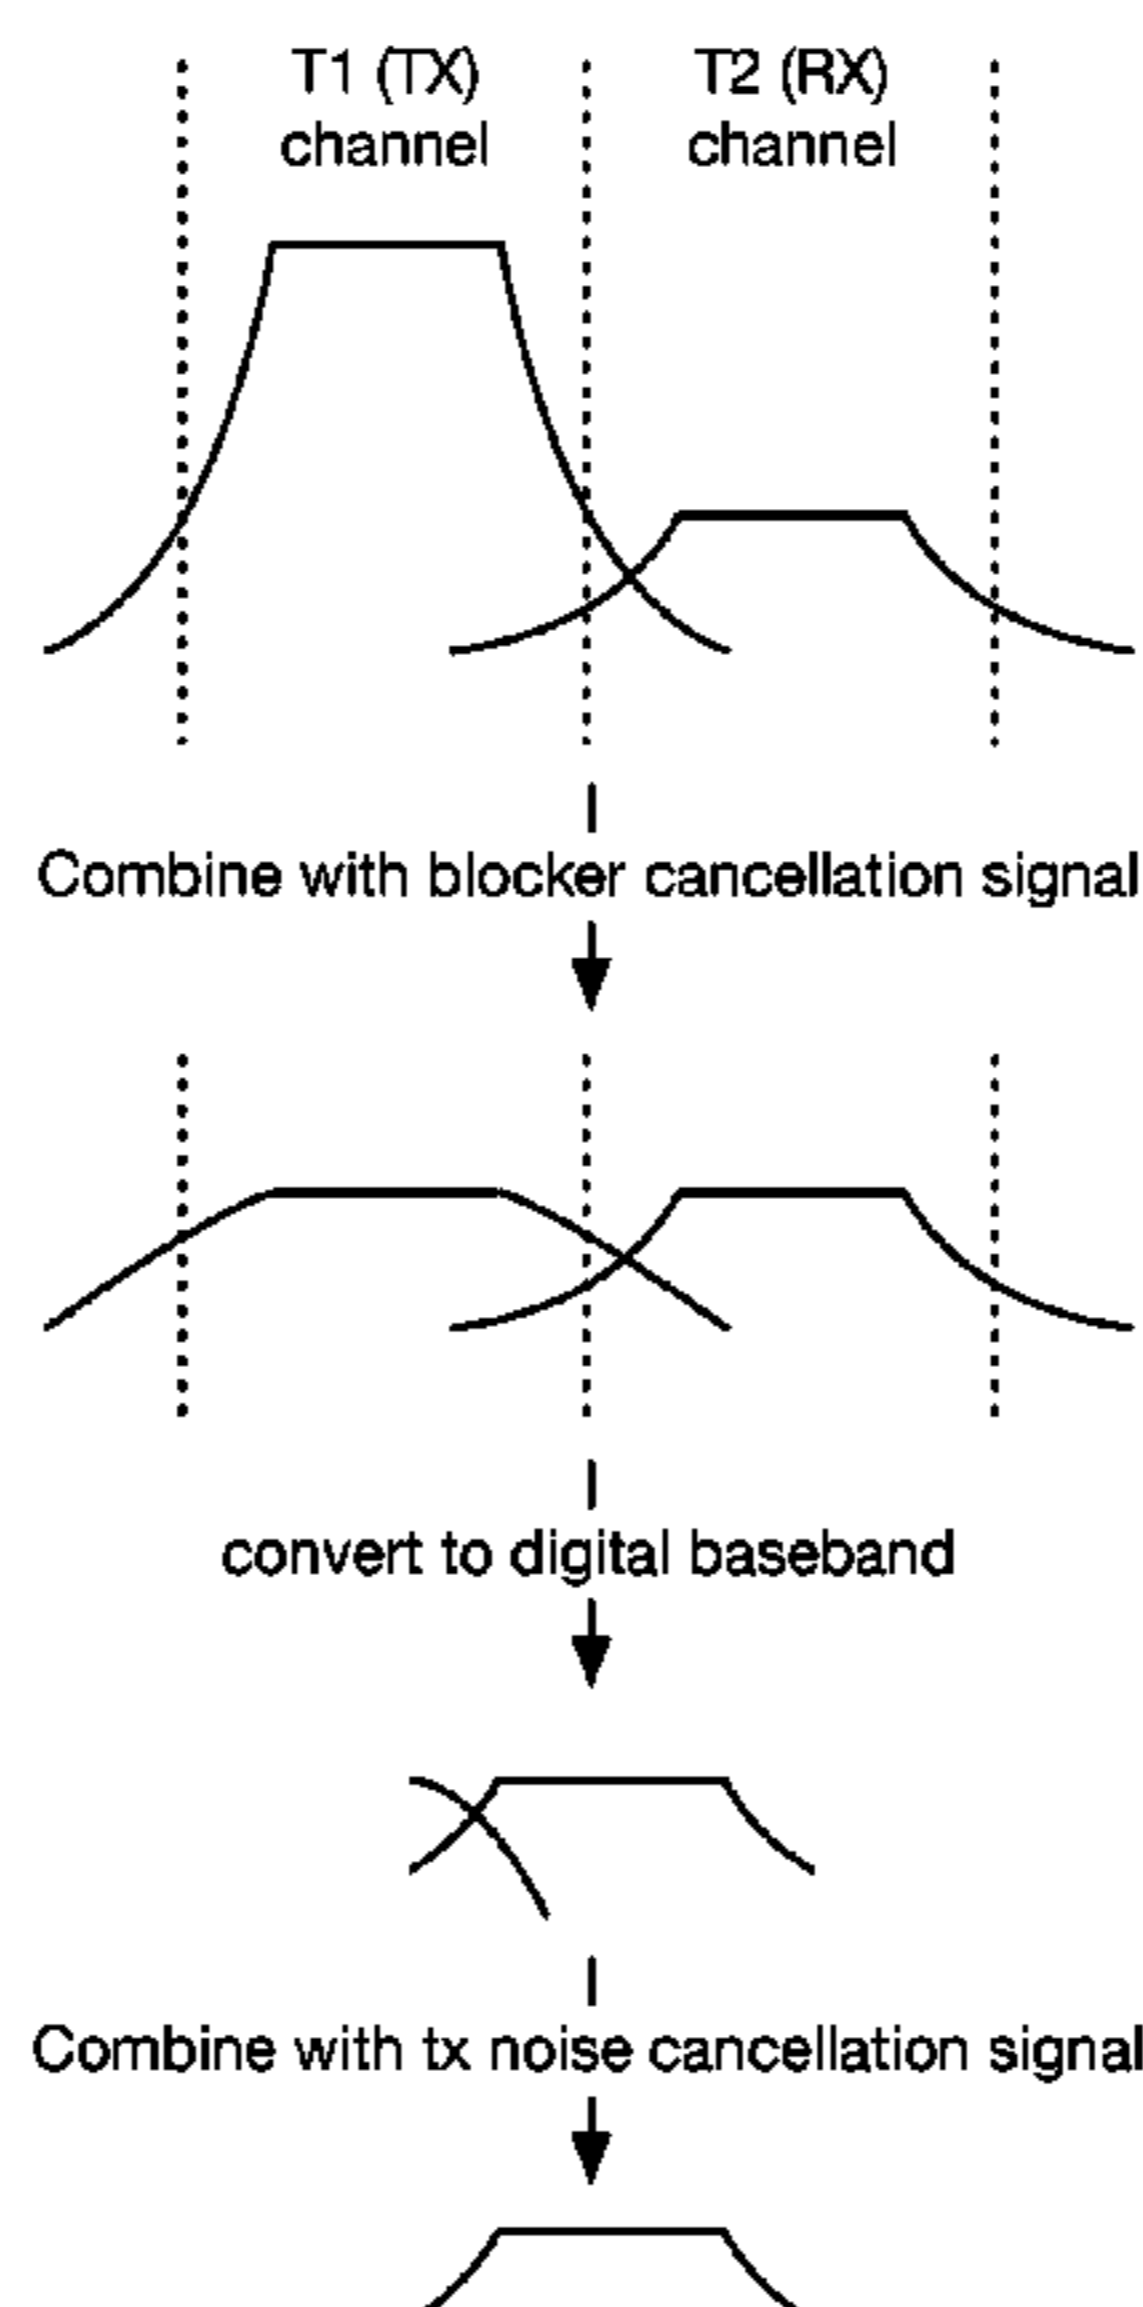 T1 (TX)
channel
T2 (RX)
channel
Combine with blocker cancellation signal
convert to digital baseband
Combine with tx noise cancellation signal